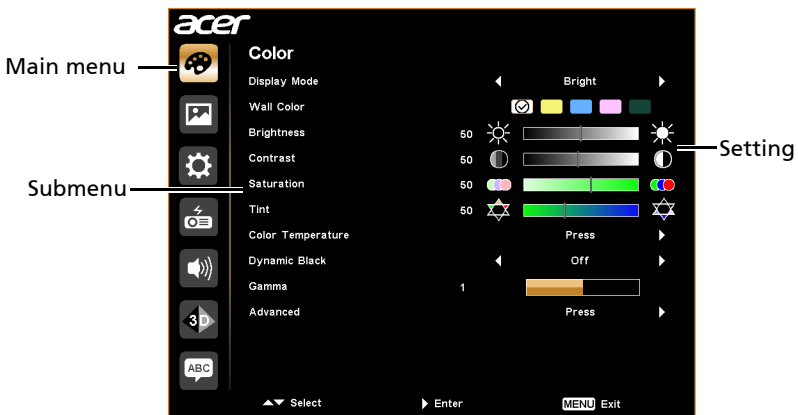 acer
Main menu
Submenu
Setting
Color
Display Mode Bright
Wall Color
Brightness 50
Contrast 50
Saturation 50
Tint 50
Color Temperature Press
Dynamic Black Off
Gamma 1
Advanced Press
3D
ABC
Select Enter MENU Exit